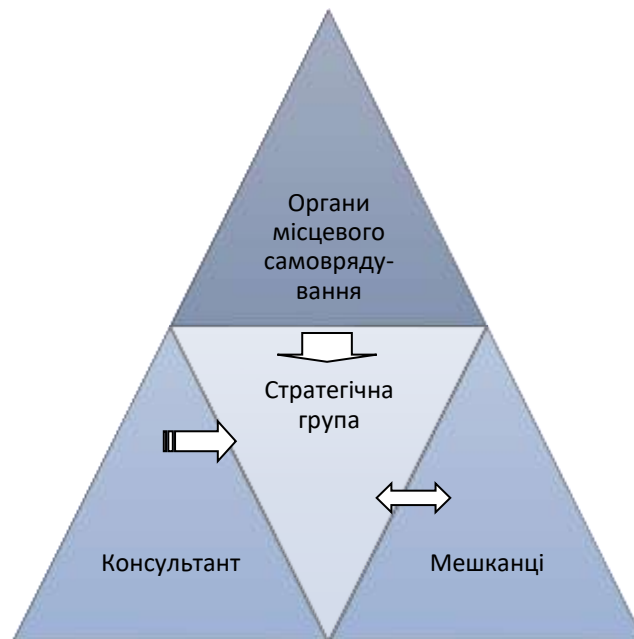 Органи
місцевого
самовряду-
вання
Стратегічна
група
Консультант
Мешканці